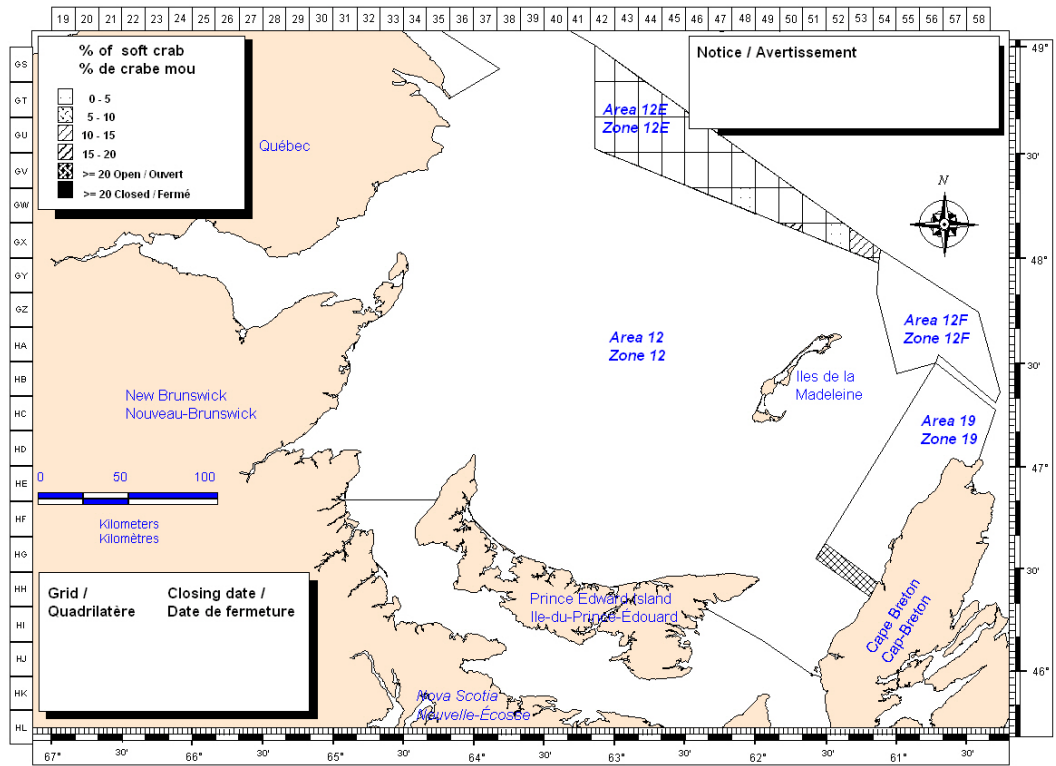 19 20 21 22 23 24 25 26 27 28 29 30 31 32 33 34 35 36 37 38 39 40 41 42 43 44 45 46 47 48 49 50 51 52 53 54 55 56 57 58
% of soft crab
% de crabe mou
0 - 5
5 - 10
10 - 15
15 - 20
>= 20 Open / Ouvert
>= 20 Closed / Fermé
Notice / Avertissement
GS
GT
GU
GV
GW
GX
GY
GZ
HA
HB
HC
HD
HE
HF
HG
HH
HI
HJ
HK
HL
49°
30'
48°
30'
47°
30'
46°
Québec
Area 12E
Zone 12E
N
Area 12F
Zone 12F
Area 12
Zone 12
Iles de la
Madeleine
New Brunswick
Nouveau-Brunswick
Area 19
Zone 19
0 50 100
Kilometers
Kilomètres
Grid /
Quadrilatère
Closing date /
Date de fermeture
Prince Edward Island
Ile-du-Prince-Edouard
Cape Breton
Cap-Breton
Nova Scotia
Nouvelle-Écosse
67° 30' 66° 30' 65° 30' 64° 30' 63° 30' 62° 30' 61° 30'